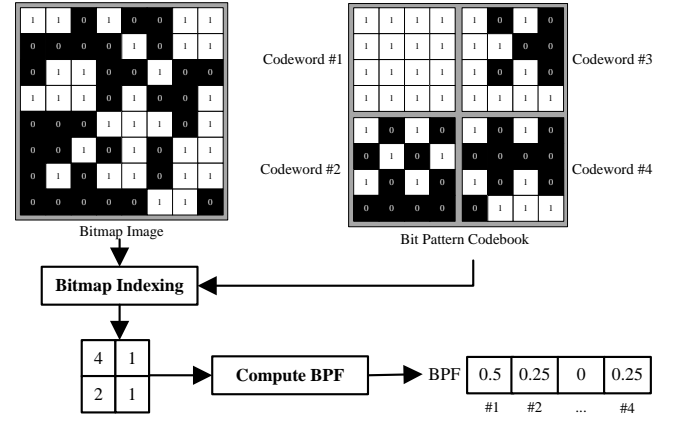 1 1 0 1 0 0 1 1
0 0 0 0 1 0 1 1
0 1 1 0 0 1 0 0
1 1 1 0 1 0 0 1
0 0 0 1 1 1 0 1
0 0 1 0 1 0 1 1
0 1 0 1 1 0 1 1
0 0 0 0 0 1 1 0
Bitmap Image
Codeword #1
1 1 1 1
1 1 1 1
1 1 1 1
1 1 1 1
1 0 1 0
1 1 0 0
1 0 1 0
1 1 1 1
Codeword #3
Codeword #2
1 0 1 0
0 1 0 1
1 0 1 0
0 0 0 0
1 0 1 0
0 0 0 0
1 0 1 0
0 1 1 1
Codeword #4
Bit Pattern Codebook
Bitmap Indexing
4 1
2 1
Compute BPF
BPF 0.5 0.25 0 0.25
#1 #2 ... #4